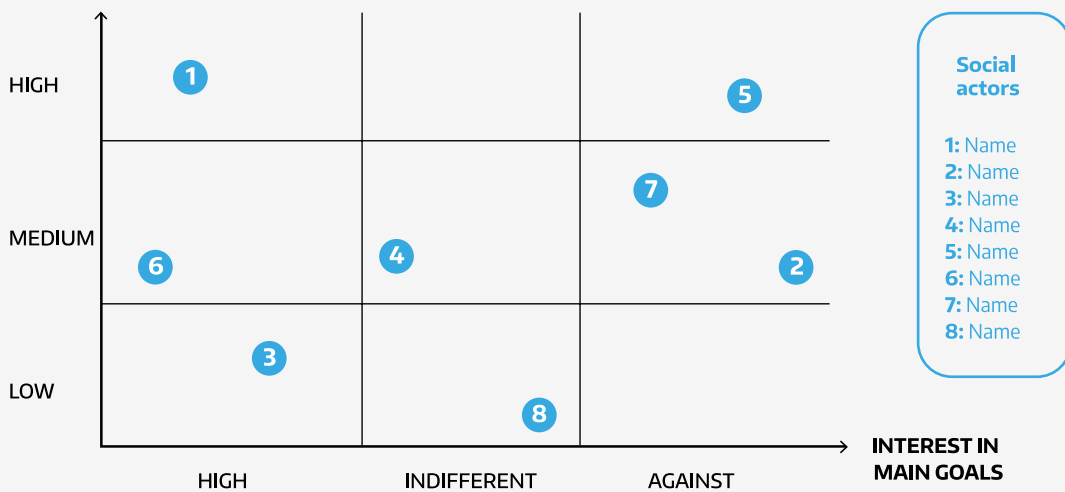 HIGH
1
5
7
MEDIUM
6
4
2
3
LOW
8
HIGH
INDIFFERENT
AGAINST
INTEREST IN
MAIN GOALS
Social
actors
1: Name
2: Name
3: Name
4: Name
5: Name
6: Name
7: Name
8: Name